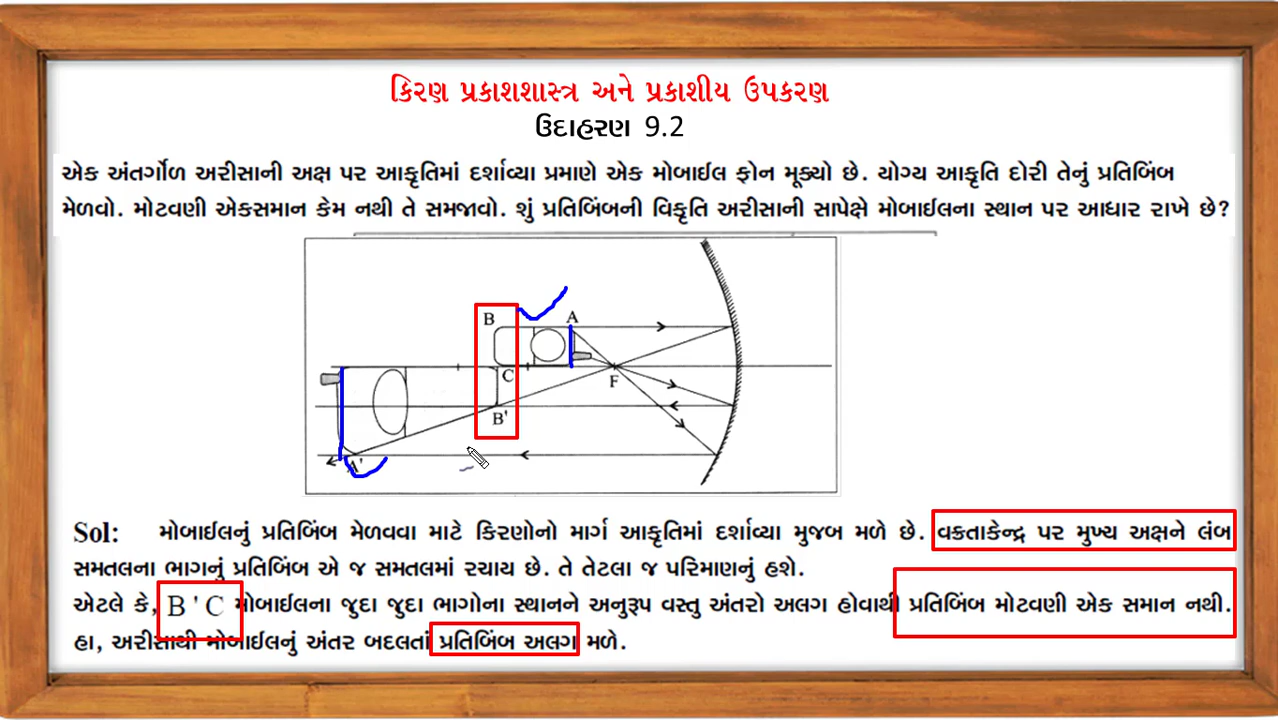 કિરણ પ્રકાશશાસ્ત્ર અને પ્રકાશીય ઉપકરણ
ઉદાહરણ 9.2
એક અંતર્ગોળ અરીસાની અક્ષ પર આકૃતિમાં દર્શાવ્યા પ્રમાણે એક મોબાઈલ ફોન મૂક્યો છે. યોગ્ય આકૃતિ દોરી તેનું પ્રતિબિંબ
મેળવો. મોટવણી એકસમાન કેમ નથી તે સમજાવો. શું પ્રતિબિંબની વિકૃતિ અરીસાની સાપેક્ષે મોબાઈલના સ્થાન પર આધાર રાખે છે?
B
A
C
F
B'
A'
Sol: મોબાઈલનું પ્રતિબિંબ મેળવવા માટે કિરણોનો માર્ગ આકૃતિમાં દર્શાવ્યા મુજબ મળે છે. વક્રતાકેન્દ્ર પર મુખ્ય અક્ષને લંબ
સમતલના ભાગનું પ્રતિબિંબ એ જ સમતલમાં રચાય છે. તે તેટલા જ પરિમાણનું હશે.
એટલે કે, B ' C મોબાઈલના જુદા જુદા ભાગોના સ્થાનને અનુરૂપ વસ્તુ અંતરો અલગ હોવાથી પ્રતિબિંબ મોટવણી એક સમાન નથી.
હા, અરીસાથી મોબાઈલનું અંતર બદલતાં પ્રતિબિંબ અલગ મળે.